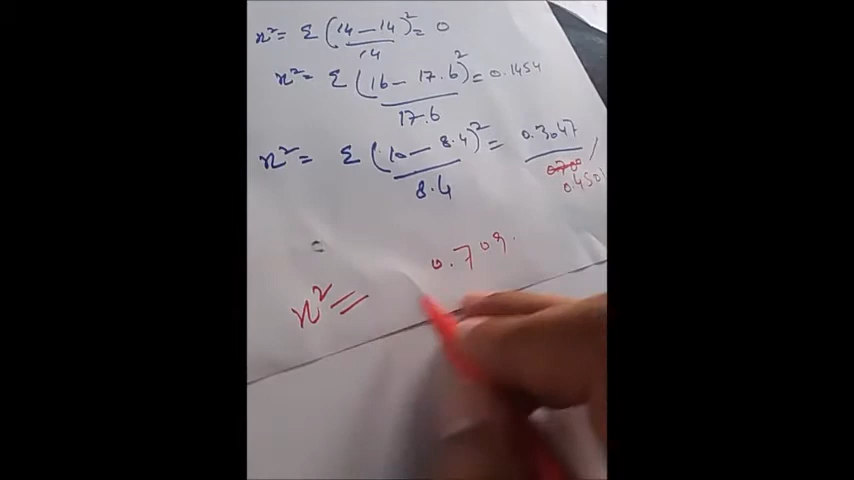 x² = Σ (14 - 14)² = 0
14
x² = Σ (16 - 17.6)² = 0.1454
17.6
x² = Σ (10 - 8.4)² = 0.3047
8.4
0.4501
0.709.
x² =